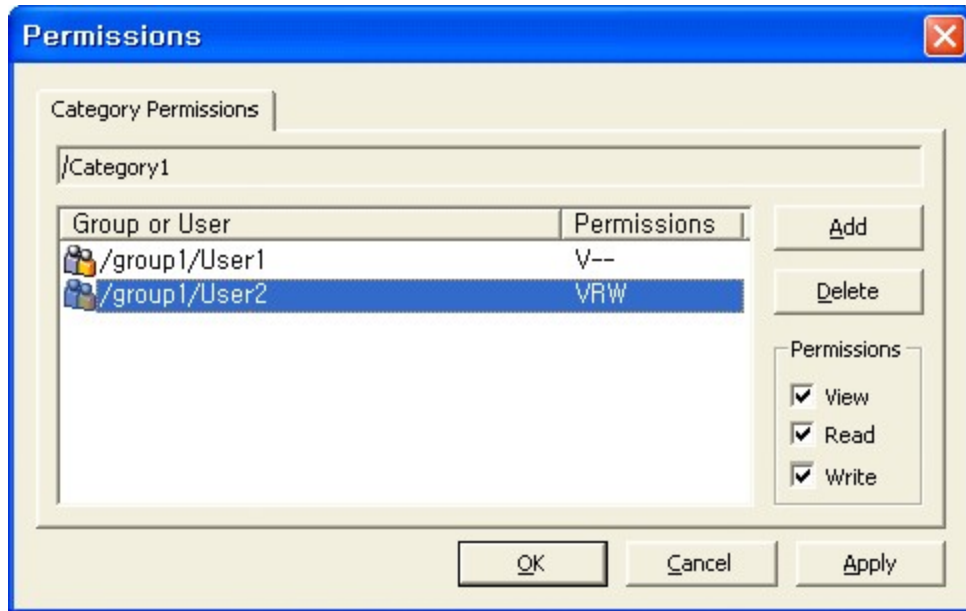 Permissions
Category Permissions
/Category1
Group or User Permissions
/group1/User1 V--
/group1/User2 VRW
Add
Delete
Permissions
View
Read
Write
OK Cancel Apply